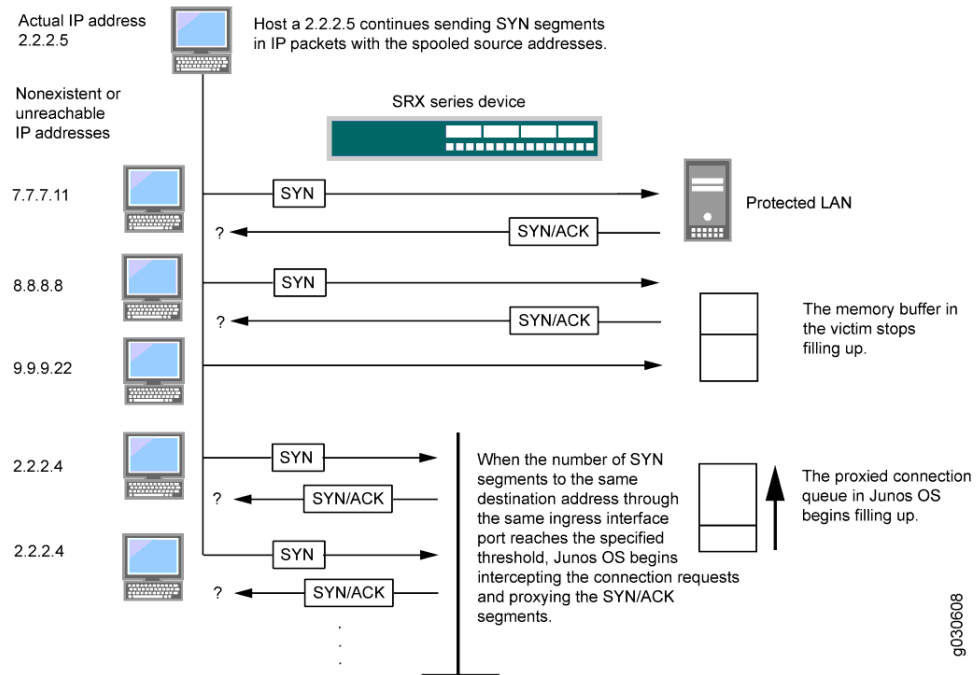 Actual IP address
2.2.2.5
Host a 2.2.2.5 continues sending SYN segments
in IP packets with the spooled source addresses.
Nonexistent or
unreachable
IP addresses
SRX series device
7.7.7.11
SYN
Protected LAN
?
SYN/ACK
8.8.8.8
SYN
?
SYN/ACK
The memory buffer in
the victim stops
filling up.
9.9.9.22
2.2.2.4
SYN
?
SYN/ACK
When the number of SYN
segments to the same
destination address through
the same ingress interface
port reaches the specified
threshold, Junos OS begins
intercepting the connection requests
and proxying the SYN/ACK
segments.
The proxied connection
queue in Junos OS
begins filling up.
2.2.2.4
SYN
?
SYN/ACK
g030608